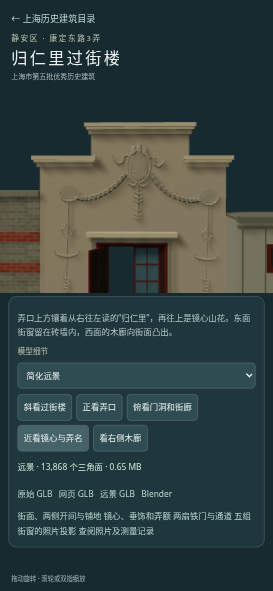 ← 上海历史建筑目录
静安区 · 康定东路3弄
归仁里过街楼
上海市第五批优秀历史建筑
弄口上方镶着从右往左读的“归仁里”，再往上是镜心山花。东面
街窗留在砖墙内，西面的木廊向街面凸出。
模型细节
简化远景
斜看过街楼 正看弄口 俯看门洞和街廊
近看镜心与弄名 看右侧木廊
远景 · 13,868 个三角面 · 0.65 MB
原始 GLB 网页 GLB 远景 GLB Blender
街面、两侧开间与铺地 镜心、垂饰和弄额 两扇铁门与通道 五组
街窗的照片投影 查阅照片及测量记录
拖动旋转 · 滚轮或双指缩放